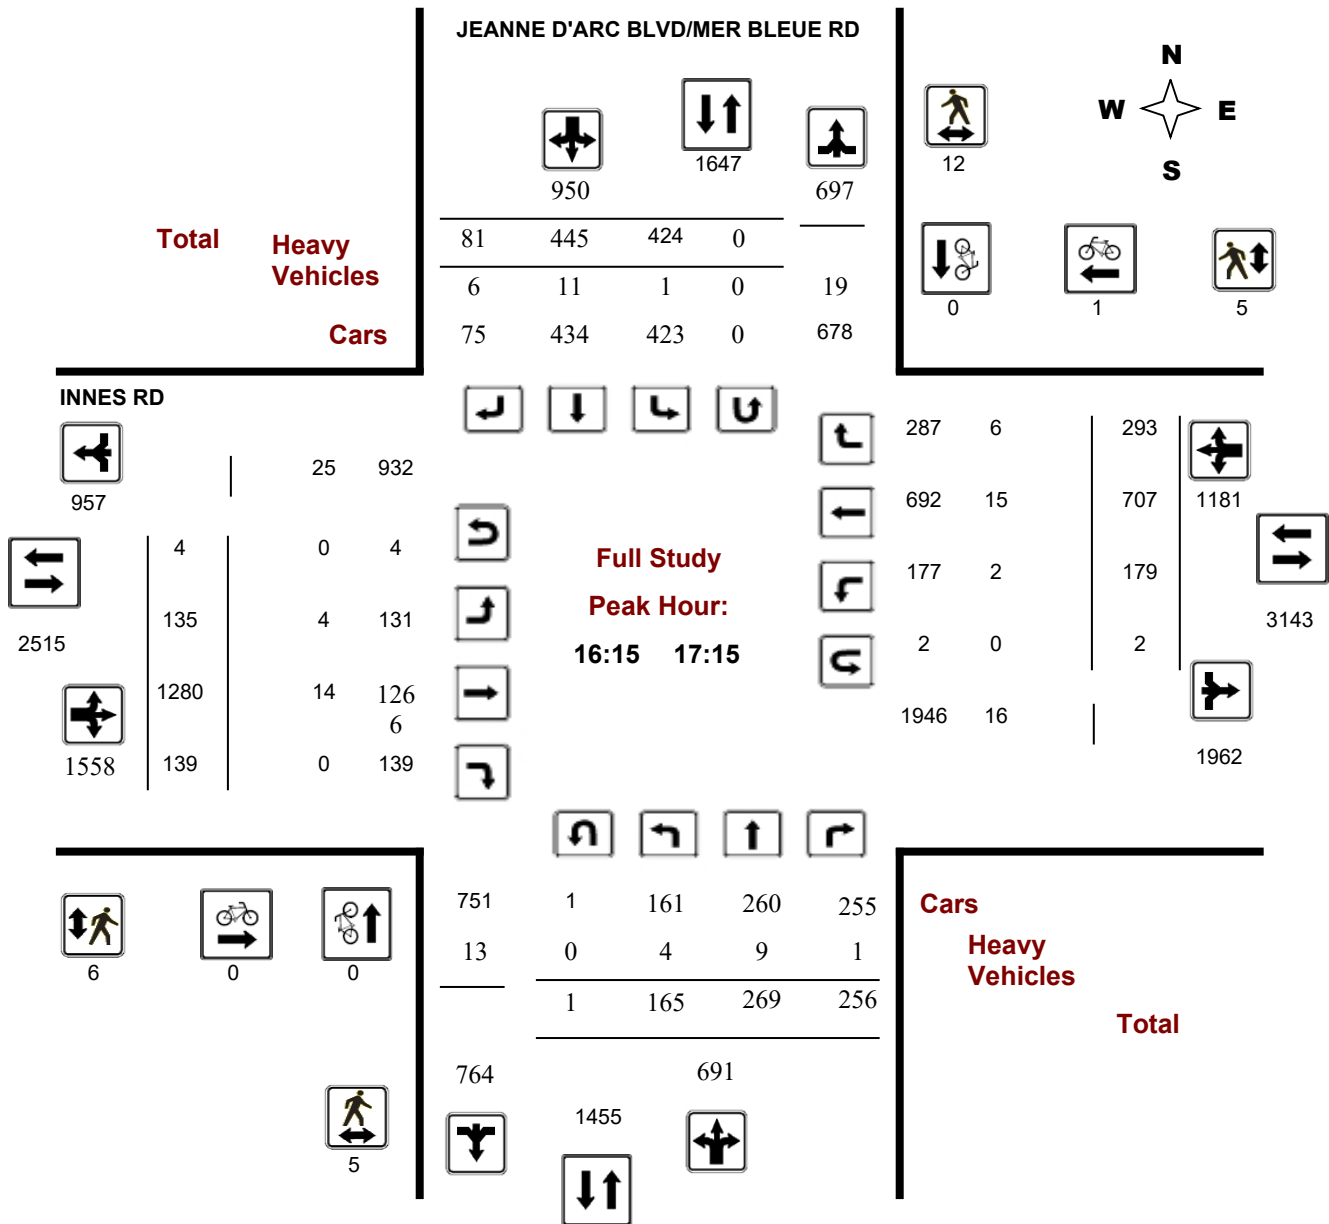 JEANNE D'ARC BLVD/MER BLEUE RD
N
W E
S
1647
12
950 697
Total Heavy Vehicles Cars
81 445 424 0
6 11 1 0 19
75 434 423 0 678
0 1 5
INNES RD
957
25 932
4 0 4
2515
135 4 131
1280 14 126
6
1558 139 0 139
Full Study
Peak Hour:
16:15 17:15
287 6 293
692 15 707 1181
177 2 179
3143
2 0 2
1946 16
1962
751 1 161 260 255
13 0 4 9 1
1 165 269 256
764 691
1455
6 0 0
5
Cars
Heavy
Vehicles
Total